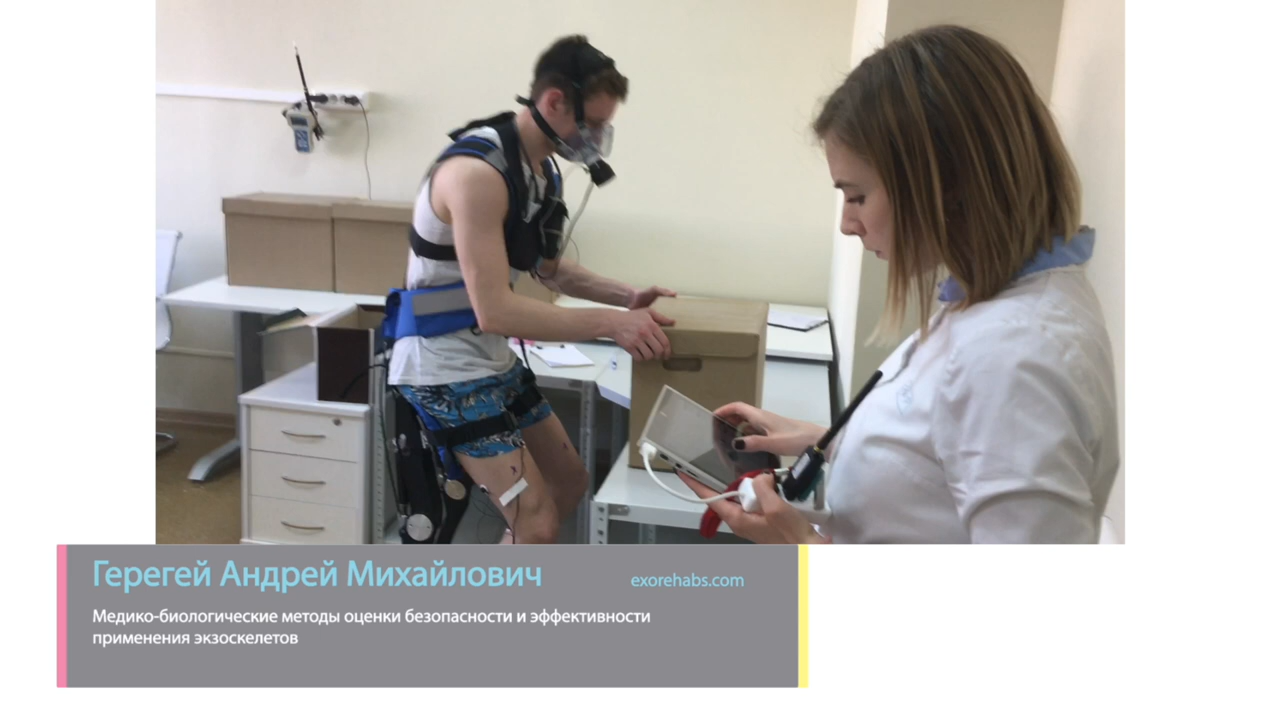 Герегей Андрей Михайлович
exorehabs.com
Медико-биологические методы оценки безопасности и эффективности
применения экзоскелетов